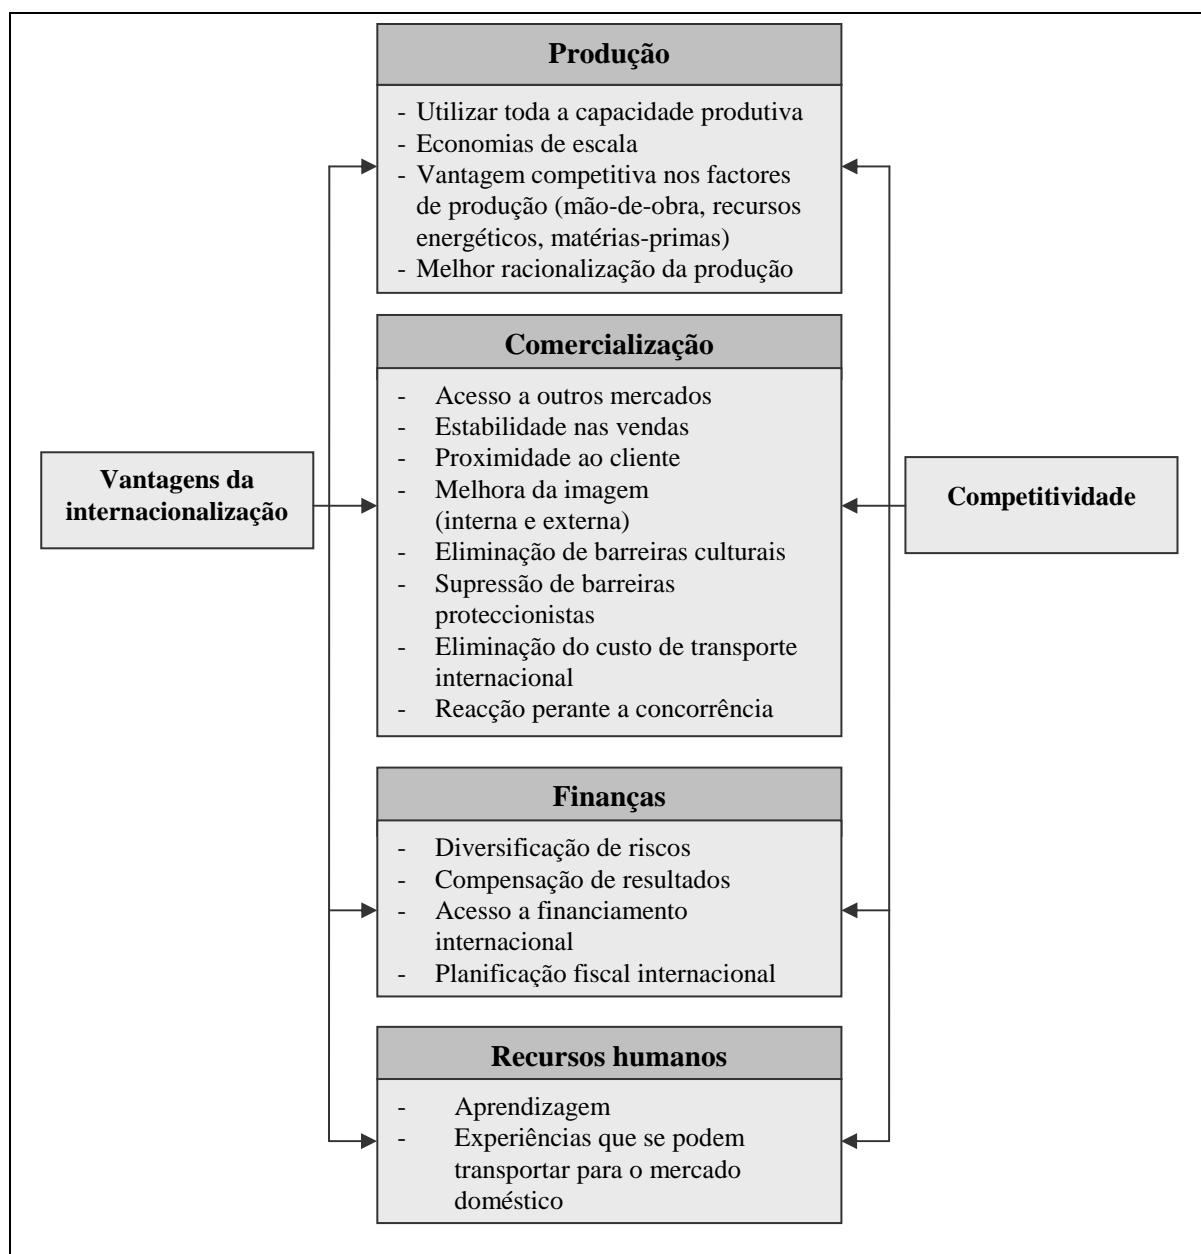 Produção
- Utilizar toda a capacidade produtiva
- Economias de escala
- Vantagem competitiva nos factores
de produção (mão-de-obra, recursos
energéticos, matérias-primas)
- Melhor racionalização da produção
Comercialização
- Acesso a outros mercados
- Estabilidade nas vendas
- Proximidade ao cliente
- Melhora da imagem
(interna e externa)
- Eliminação de barreiras culturais
- Supressão de barreiras
proteccionistas
- Eliminação do custo de transporte
internacional
- Reacção perante a concorrência
Vantagens da
internacionalização
Competitividade
Finanças
- Diversificação de riscos
- Compensação de resultados
- Acesso a financiamento
internacional
- Planificação fiscal internacional
Recursos humanos
- Aprendizagem
- Experiências que se podem
transportar para o mercado
doméstico